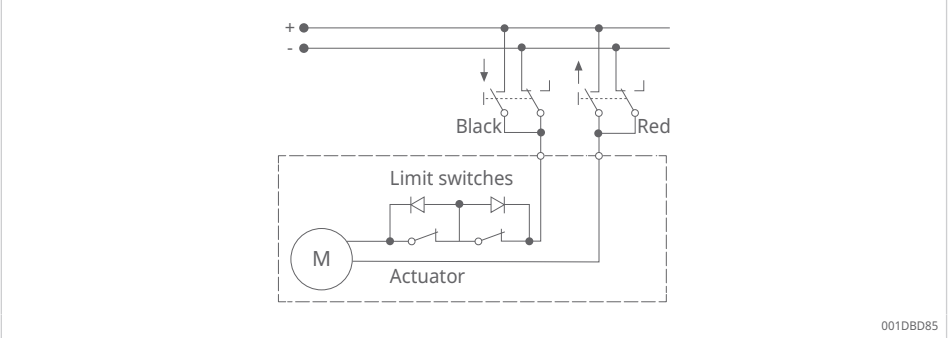 +
-
Black
Red
Limit switches
M
Actuator
001DBD85